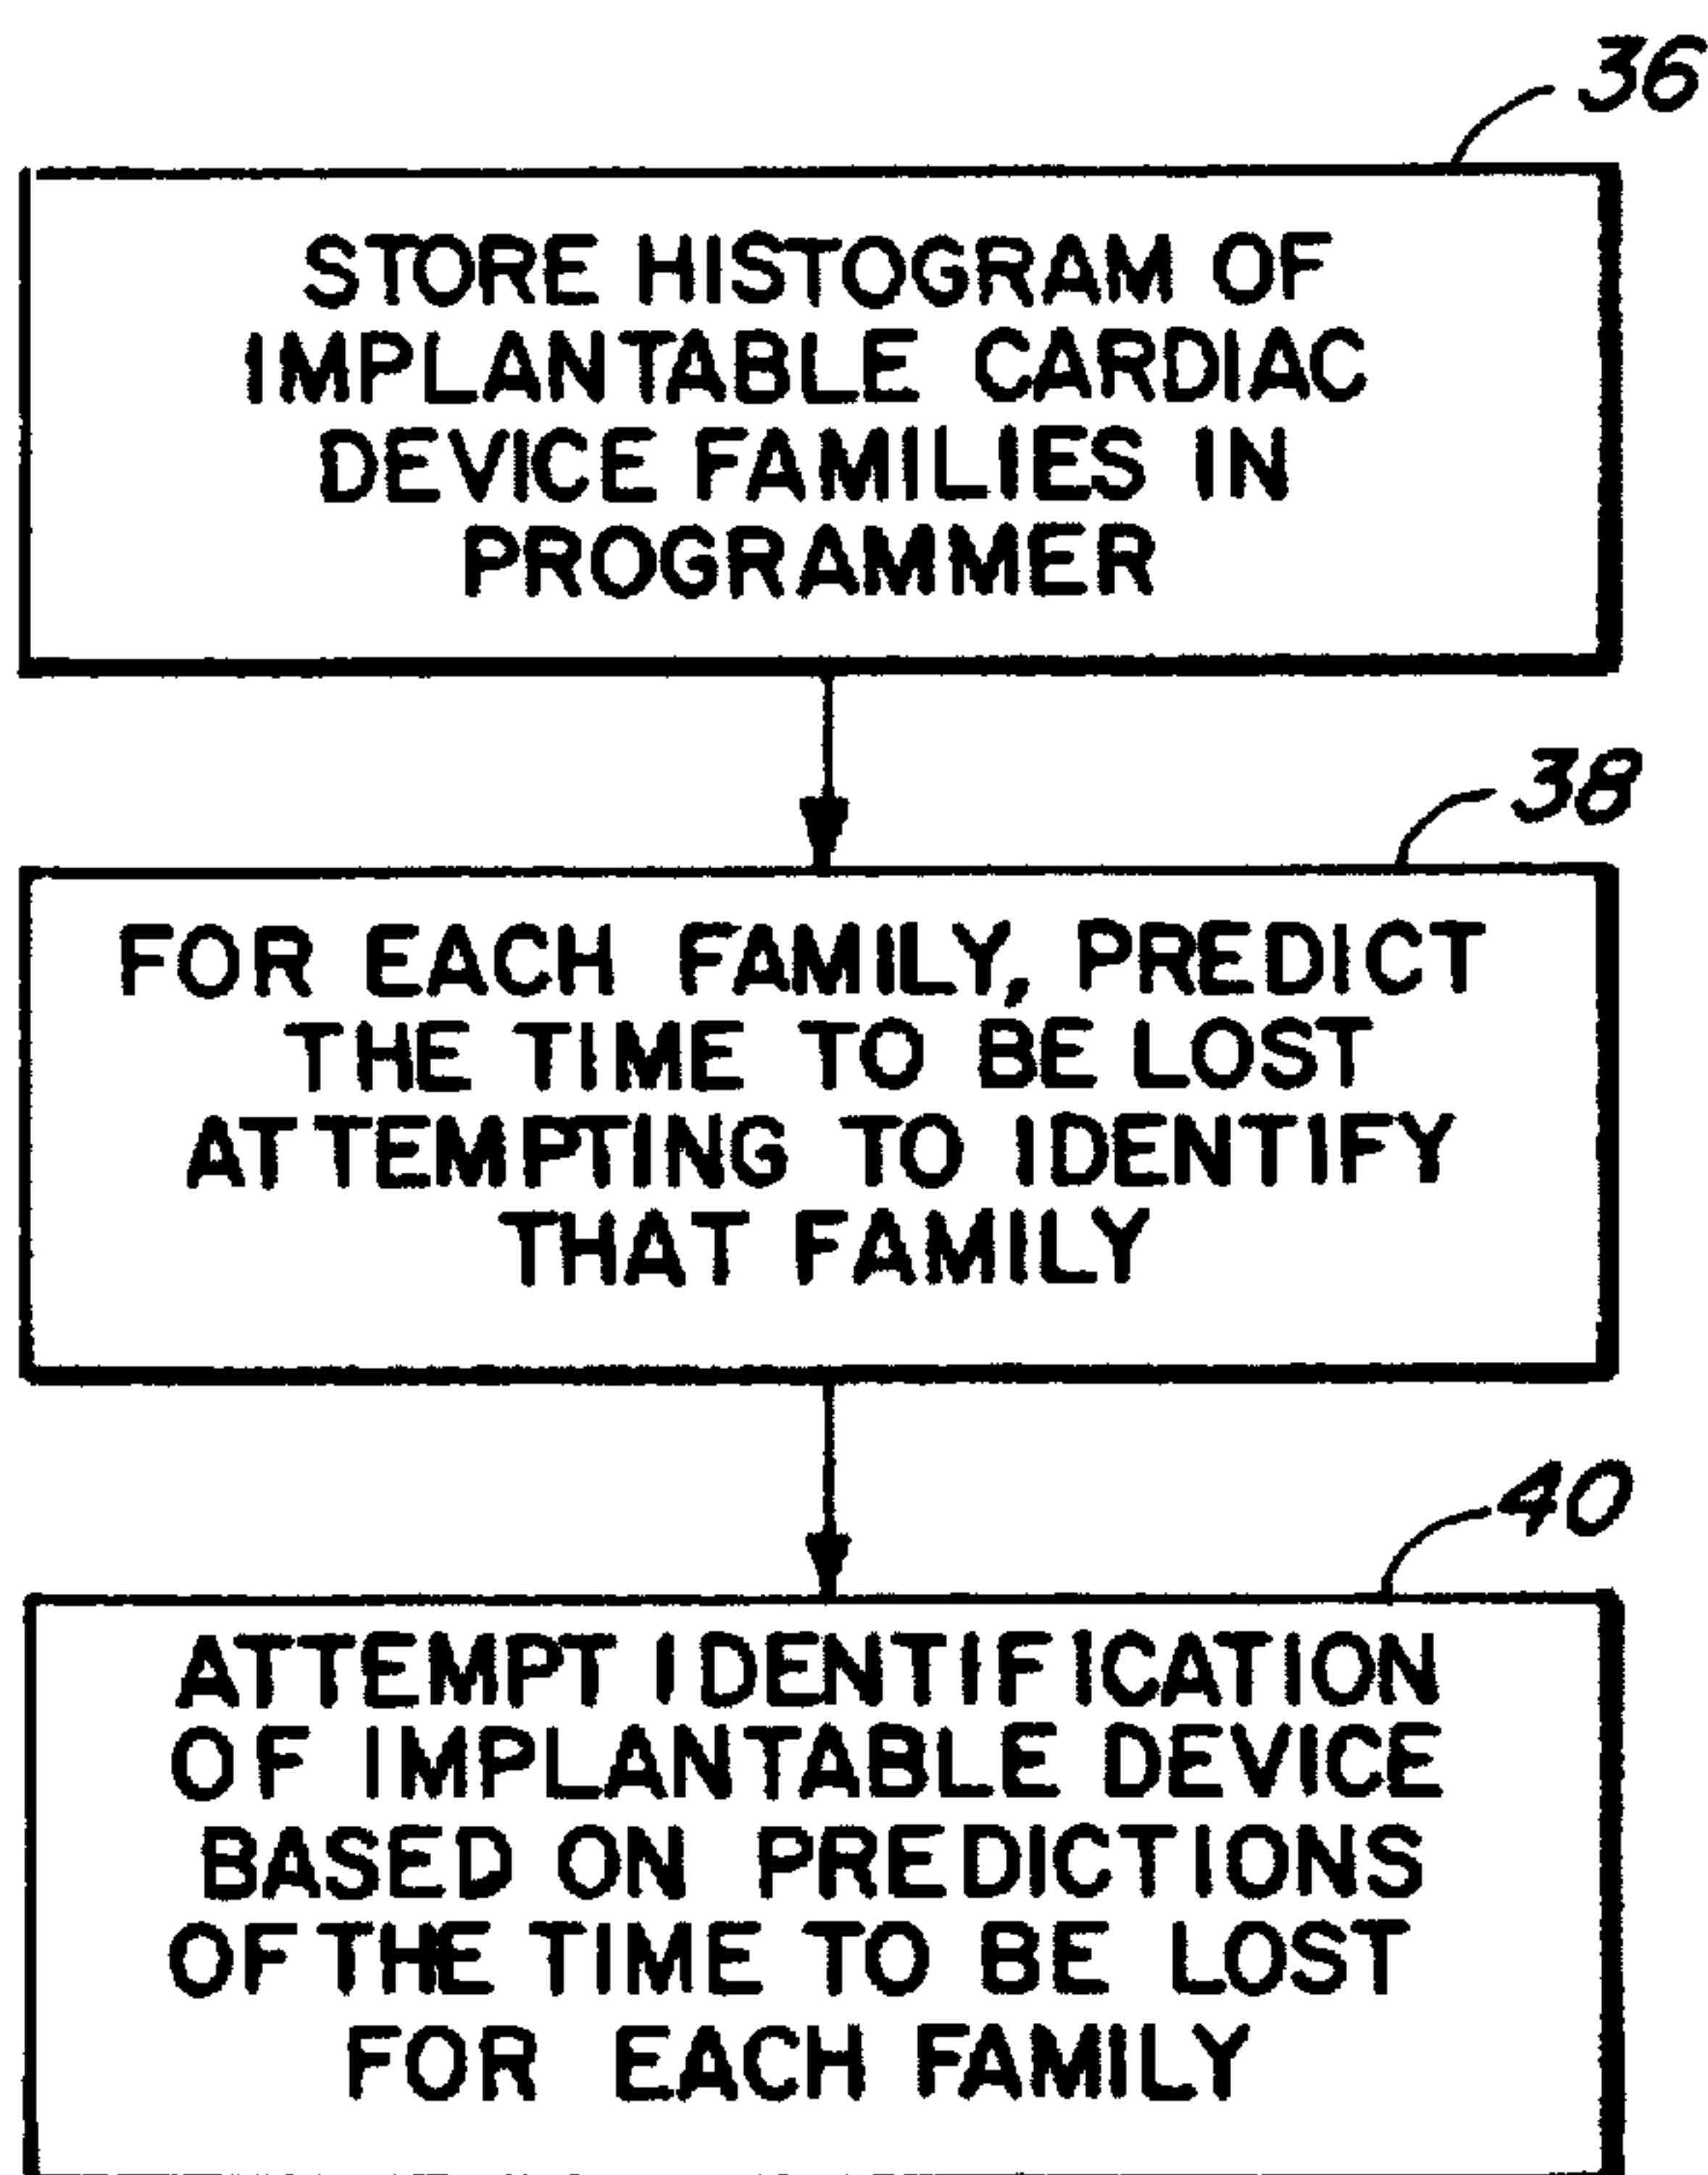 36
STORE HISTOGRAM OF
IMPLANTABLE CARDIAC
DEVICE FAMILIES IN
PROGRAMMER
38
FOR EACH FAMILY, PREDICT
THE TIME TO BE LOST
ATTEMPTING TO IDENTIFY
THAT FAMILY
40
ATTEMPT IDENTIFICATION
OF IMPLANTABLE DEVICE
BASED ON PREDICTIONS
OF THE TIME TO BE LOST
FOR EACH FAMILY